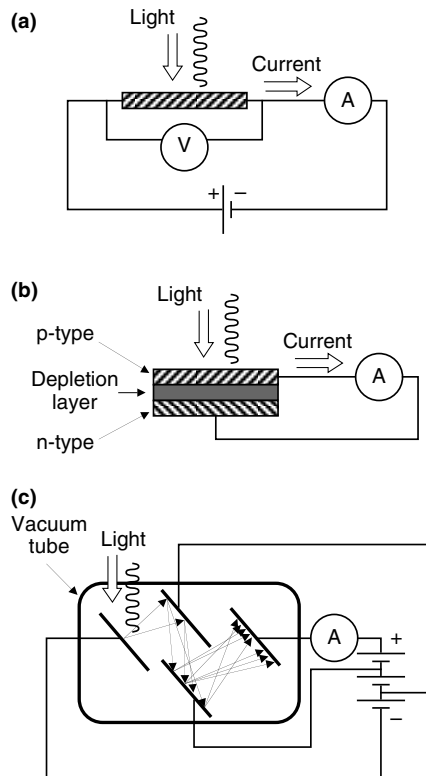 (a)
Light
Current
A
V
+ −
(b)
Light
p-type
Current
Depletion
layer
A
n-type
(c)
Vacuum
tube
Light
A
+
−